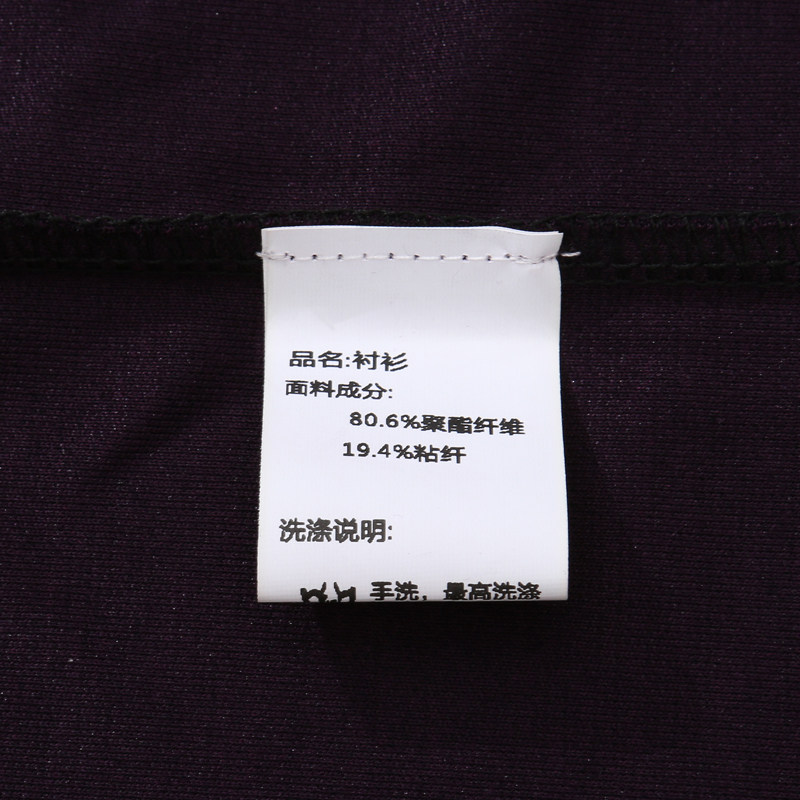 品名:衬衫
面料成分:
80.6%聚酯纤维
19.4%粘纤
洗涤说明:
手洗，最高洗涤